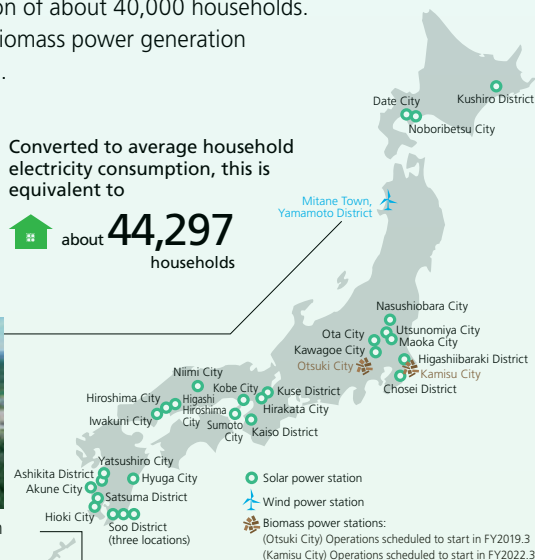 on of about 40,000 households.
iomass power generation
.
Converted to average household
electricity consumption, this is
equivalent to
about 44,297
households
Date City
Kushiro District
Noboribetsu City
Mitane Town,
Yamamoto District
Nasushiobara City
Ota City
Utsunomiya City
Maoka City
Kawagoe City
Higashiibaraki District
Otsuki City
Kamisu City
Chosei District
Niimi City
Kobe City
Kuse District
Hiroshima City
Higashi
Hiroshima
City
Hirakata City
Iwakuni City
Sumoto
City
Kaiso District
Yatsushiro City
Ashikita District
Hyuga City
Akune City
Satsuma District
Hioki City
Soo District
(three locations)
Solar power station
Wind power station
Biomass power stations:
(Otsuki City) Operations scheduled to start in FY2019.3
(Kamisu City) Operations scheduled to start in FY2022.3